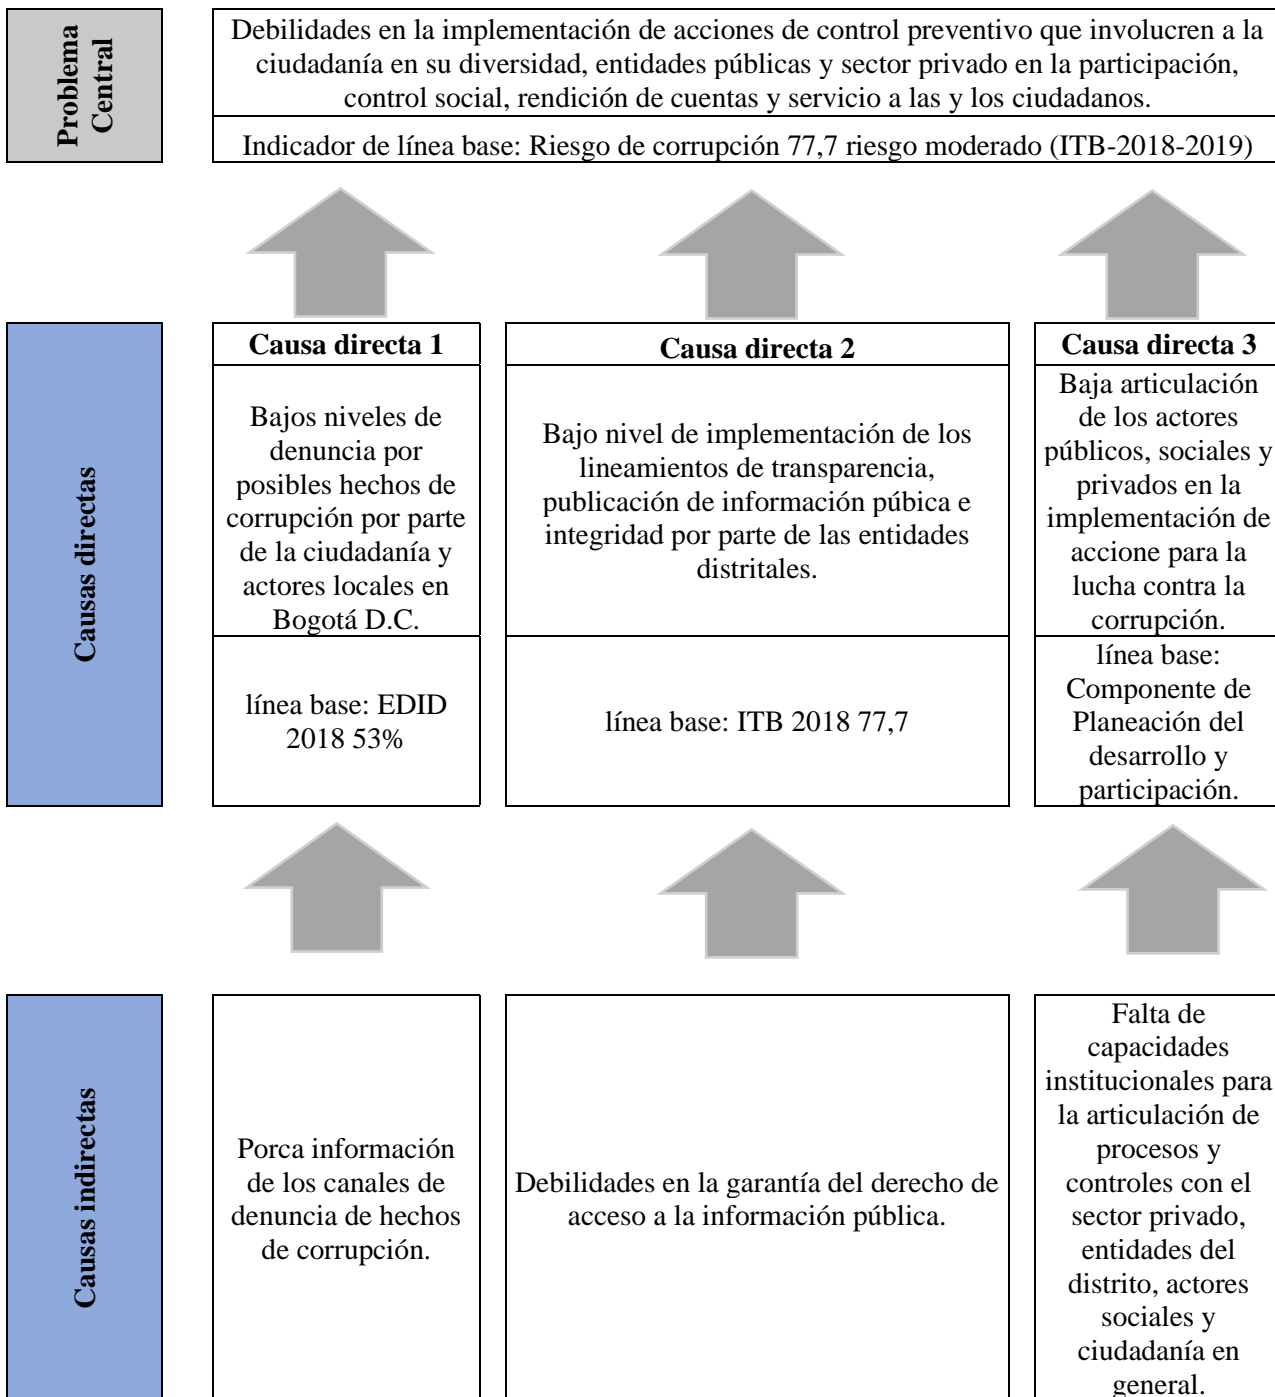 Problema
Central
Debilidades en la implementación de acciones de control preventivo que involucren a la
ciudadanía en su diversidad, entidades públicas y sector privado en la participación,
control social, rendición de cuentas y servicio a las y los ciudadanos.
Indicador de línea base: Riesgo de corrupción 77,7 riesgo moderado (ITB-2018-2019)
Causas directas
Causa directa 1
Bajos niveles de
denuncia por
posibles hechos de
corrupción por parte
de la ciudadanía y
actores locales en
Bogotá D.C.
línea base: EDID
2018 53%
Causa directa 2
Bajo nivel de implementación de los
lineamientos de transparencia,
publicación de información púbica e
integridad por parte de las entidades
distritales.
línea base: ITB 2018 77,7
Causa directa 3
Baja articulación
de los actores
públicos, sociales y
privados en la
implementación de
accione para la
lucha contra la
corrupción.
línea base:
Componente de
Planeación del
desarrollo y
participación.
Causas indirectas
Porca información
de los canales de
denuncia de hechos
de corrupción.
Debilidades en la garantía del derecho de
acceso a la información pública.
Falta de
capacidades
institucionales para
la articulación de
procesos y
controles con el
sector privado,
entidades del
distrito, actores
sociales y
ciudadanía en
general.